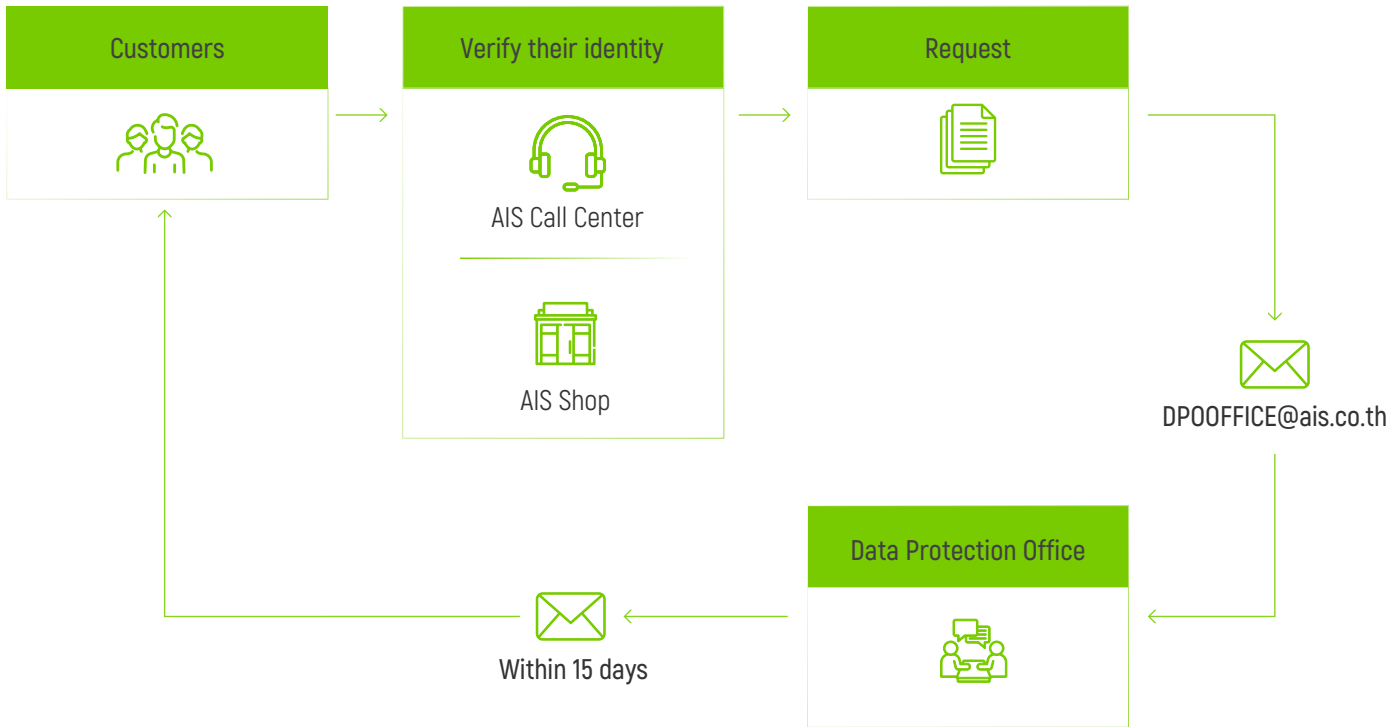 Customers
Verify their identity
Request
AIS Call Center
AIS Shop
DPOOFFICE@ais.co.th
Data Protection Office
Within 15 days